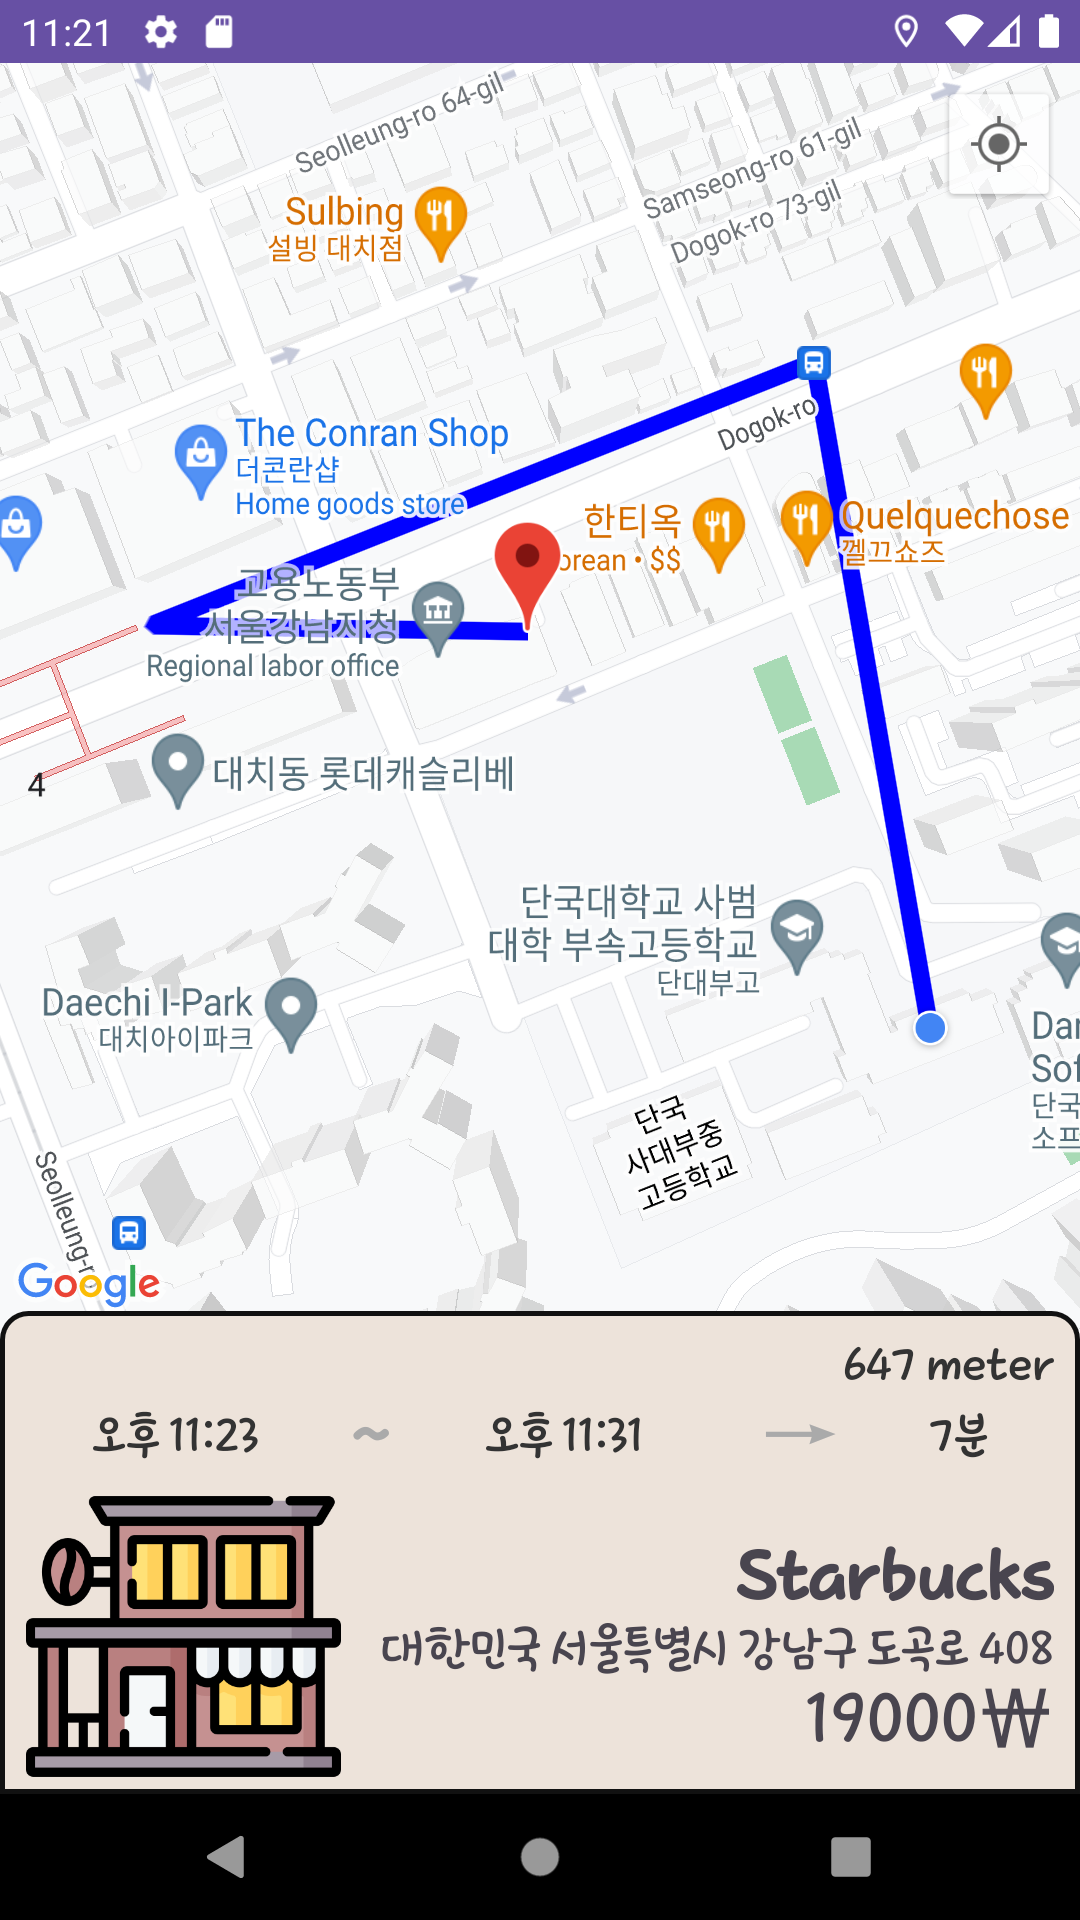 11:21
Seolleung-ro 64-gil
Samseong-ro 61-gil
Dogok-ro 73-gil
Sulbing
설빙 대치점
Dogok-ro
The Conran Shop
더콘란샵
Home goods store
한티옥
orean • $$
Quelquechose
껠끄쇼즈
고용노동부
서울강남지청
Regional labor office
4
대치동 롯데캐슬리베
단국대학교 사범
대학 부속고등학교
단대부고
Daechi I-Park
대치아이파크
Dan
Sof
단국
소프
단국
사대부중
고등학교
Seolleung-r
Google
647 meter
오후 11:23 ~ 오후 11:31 → 7분
Starbucks
대한민국 서울특별시 강남구 도곡로 408
19000₩